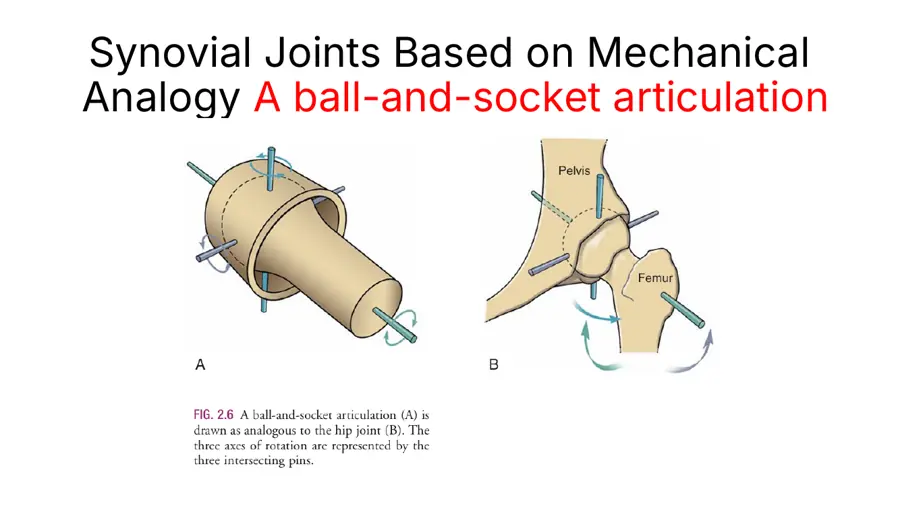 Synovial Joints Based on Mechanical
Analogy A ball-and-socket articulation
Pelvis
Femur
A
B
FIG. 2.6 A ball-and-socket articulation (A) is
drawn as analogous to the hip joint (B). The
three axes of rotation are represented by the
three intersecting pins.